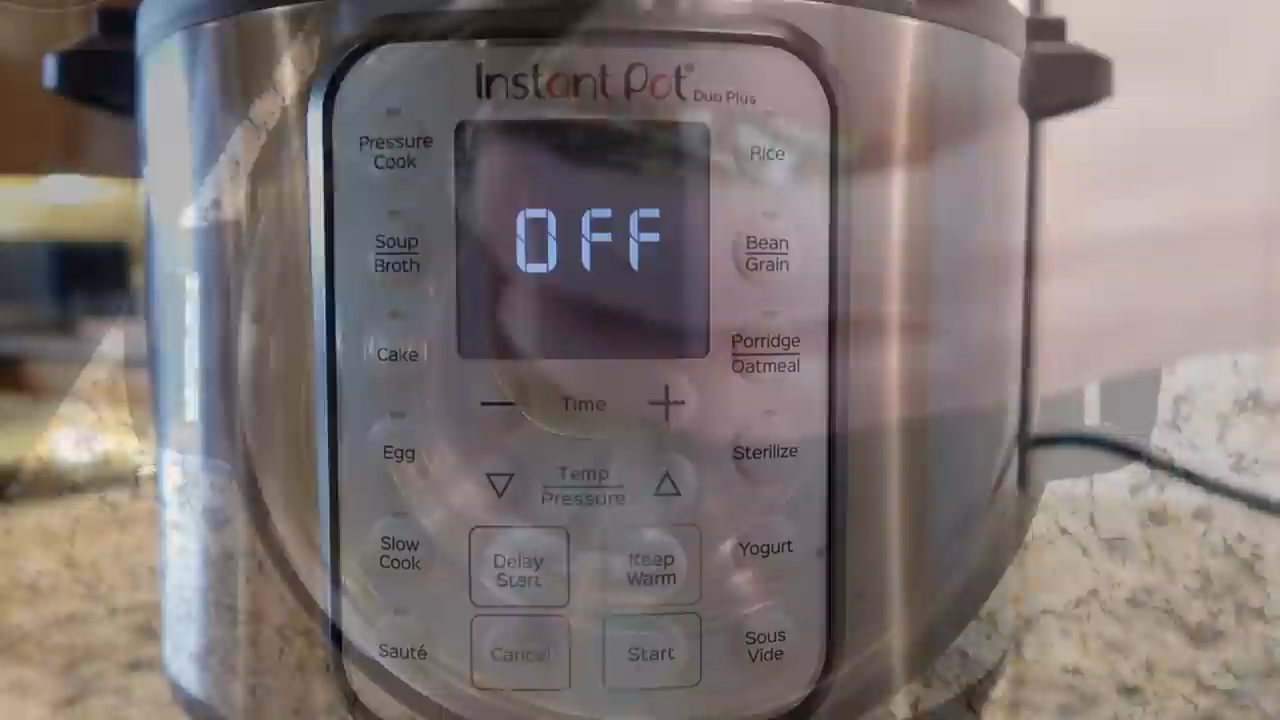 Instant Pot®
Duo Plus
OFF
Pressure
Cook
Soup
Broth
Cake
Egg
Slow
Cook
Sauté
Time
Temp
Pressure
Delay
Start
Keep
Warm
Cancel
Start
Rice
Bean
Grain
Porridge
Oatmeal
Sterilize
Yogurt
Sous
Vide